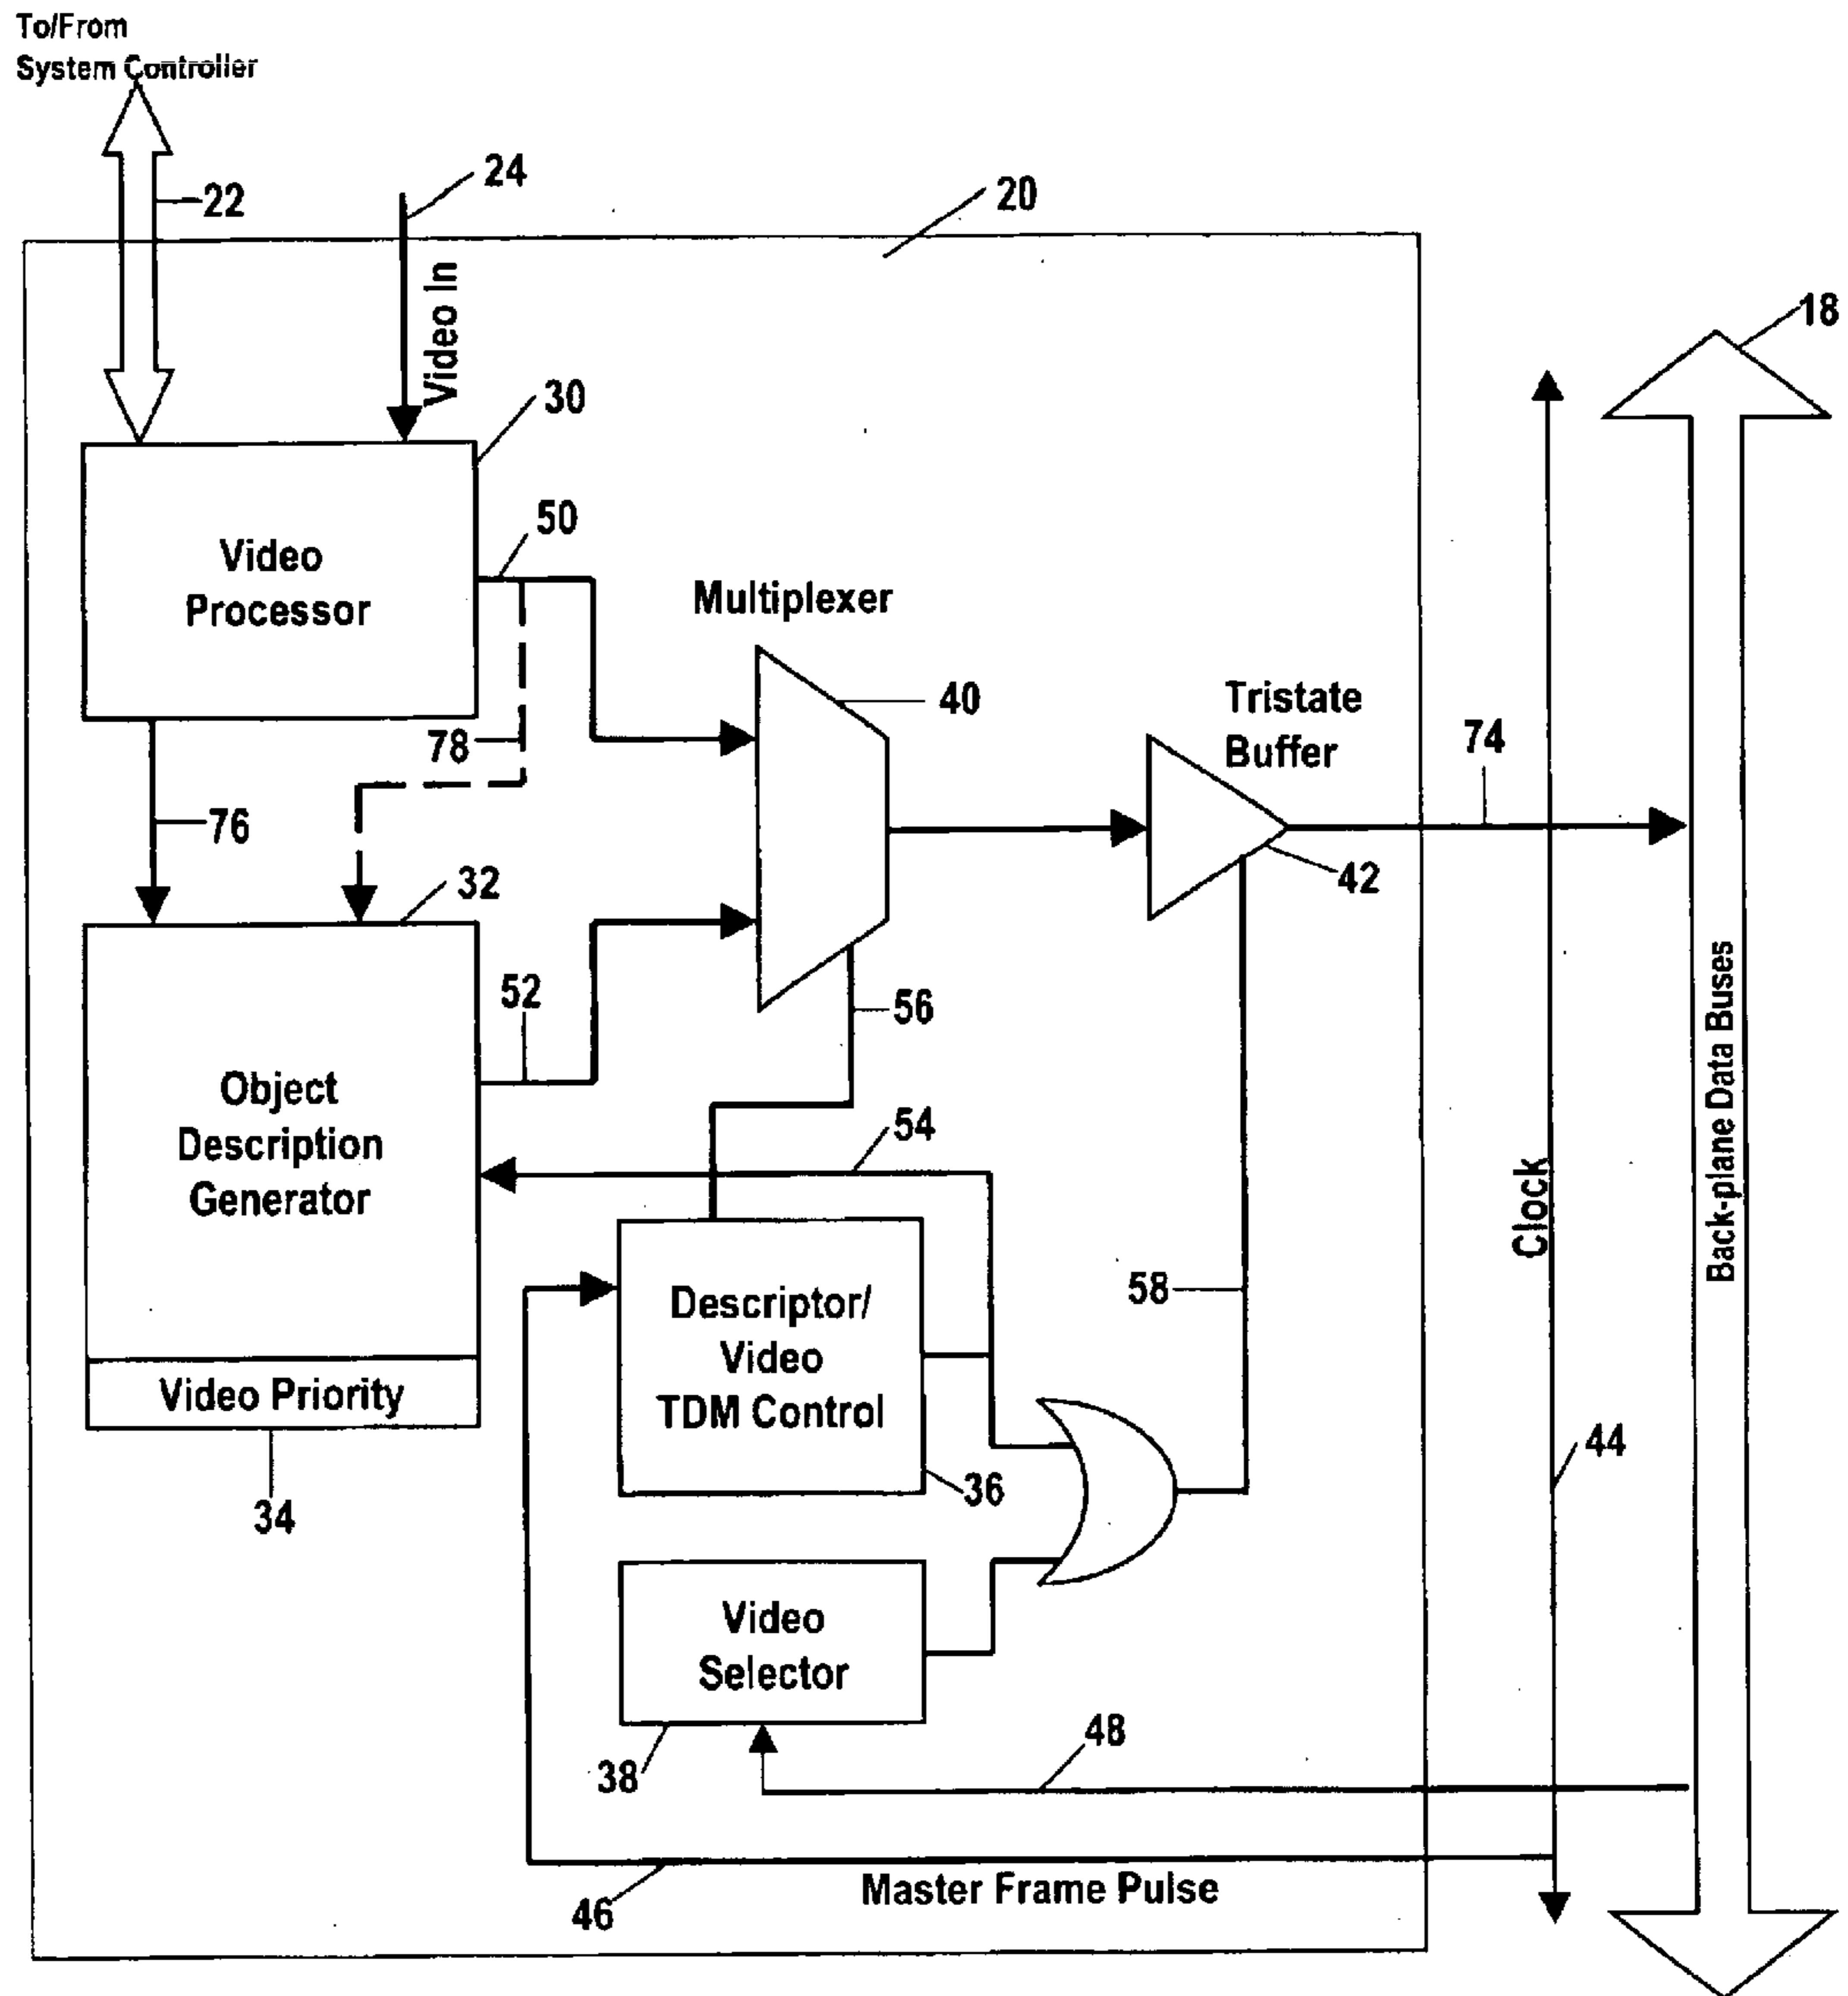 To/From
System Controller
22
24
20
18
Video In
30
50
Video
Processor
Multiplexer
40
Tristate
Buffer
74
78
76
42
32
52
56
Object
Description
Generator
54
Clock
Back-plane Data Buses
58
Descriptor/
Video
TDM Control
Video Priority
44
36
34
Video
Selector
48
38
Master Frame Pulse
46